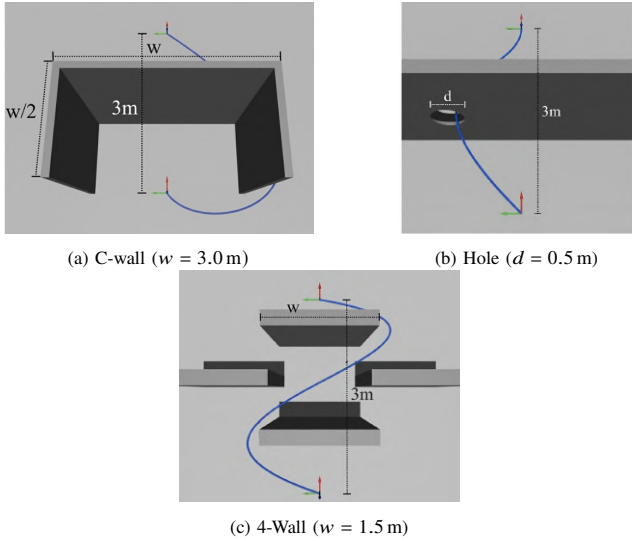 w
w/2
3m
(a) C-wall (w = 3.0 m)
d
3m
(b) Hole (d = 0.5 m)
w
3m
(c) 4-Wall (w = 1.5 m)